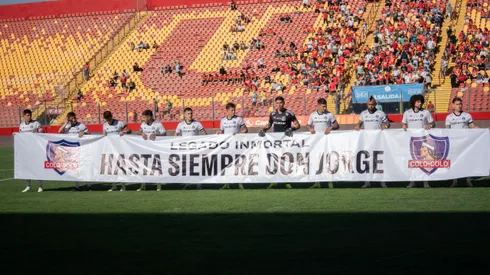 SALIDA
LEGADO INMORTAL
HASTA SIEMPRE DON JORGE
COLO-COLO
COLO-COLO